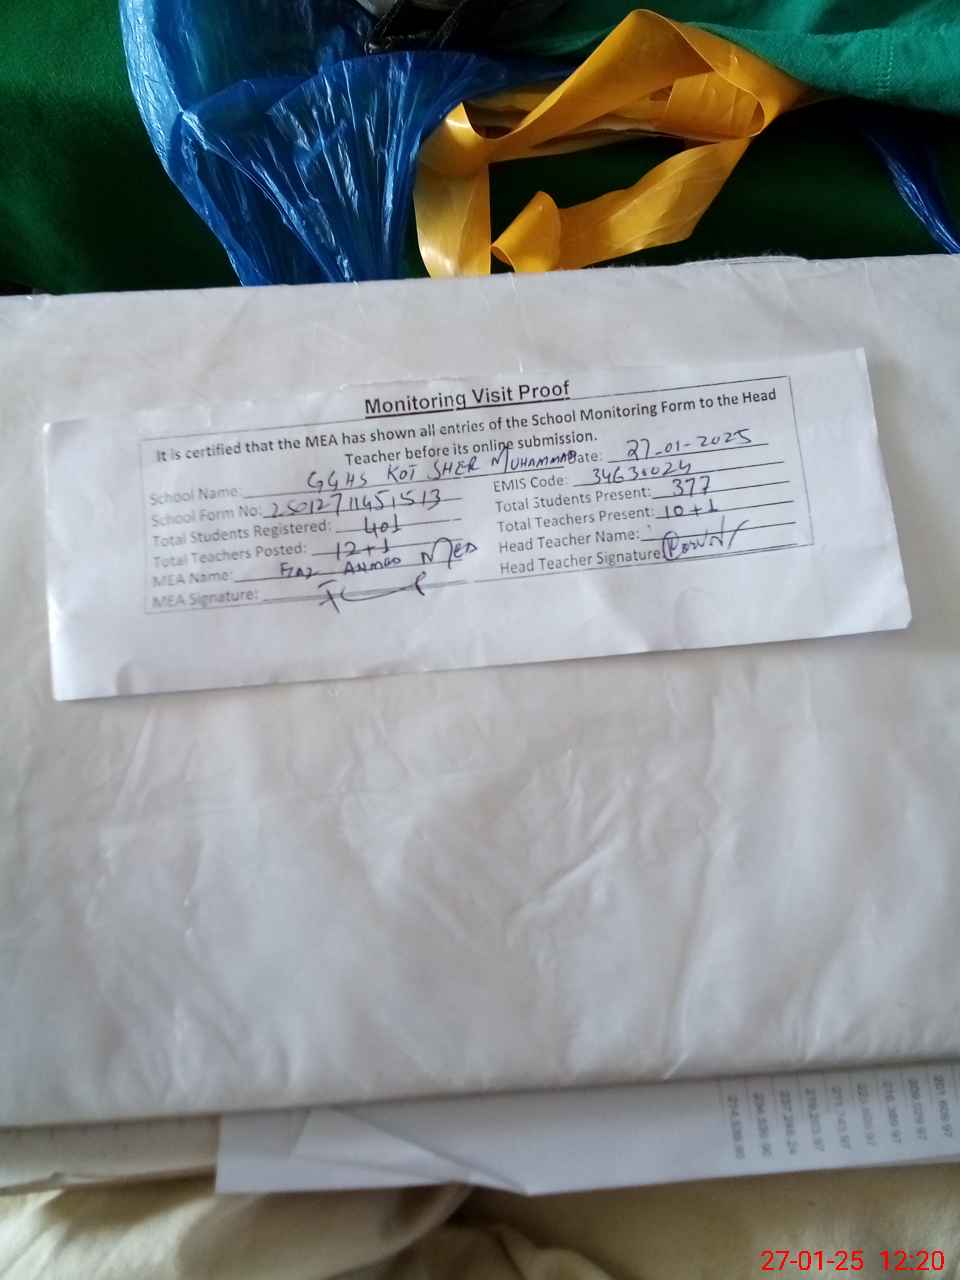 Monitoring Visit Proof
It is certified that the MEA has shown all entries of the School Monitoring Form to the Head
Teacher before its online submission.
School Name: GGHS KOT SHER MUHAMMAD Date: 27-01-2025
School Form No: 25012711451513 EMIS Code: 34630024
Total Students Registered: 401 Total Students Present: 377
Total Teachers Posted: 12+1 Total Teachers Present: 10+1
MEA Name: AHMAD Head Teacher Name:
MEA Signature: Head Teacher Signature
27-01-25 12:20